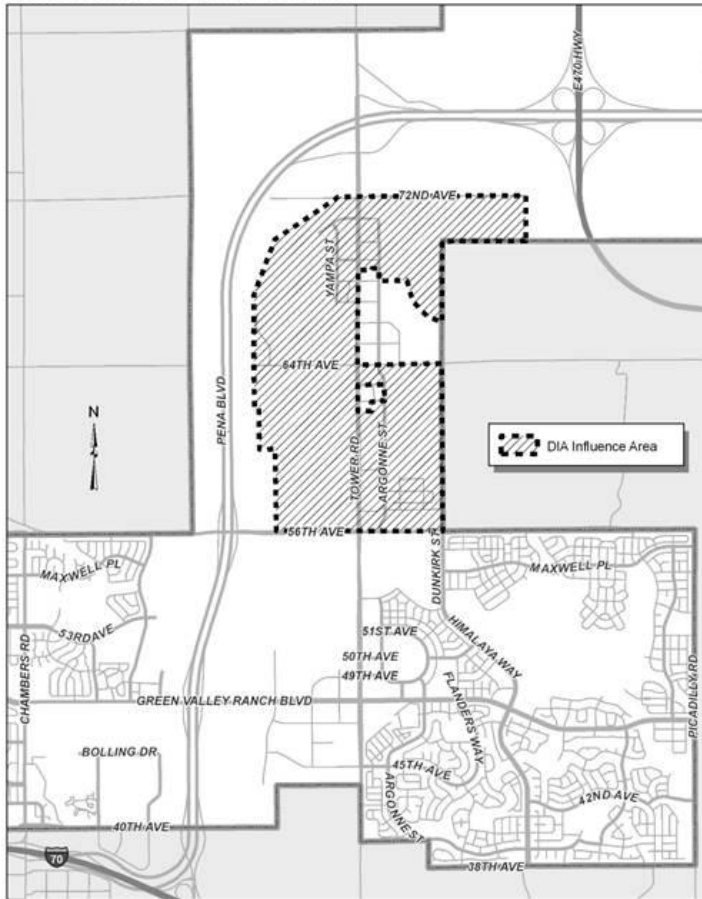 E470 HWY
72ND AVE
YAMPA ST
64TH AVE
PENA BLVD
N
TOWER RD
ARGONNE ST
DIA Influence Area
56TH AVE
DUNKIRK ST
MAXWELL PL
MAXWELL PL
53RD AVE
51ST AVE
HIMALAYA WAY
50TH AVE
49TH AVE
CHAMBERS RD
GREEN VALLEY RANCH BLVD
FLANDERS WAY
PICADILLY RD
BOLLING DR
45TH AVE
42ND AVE
ARGONNE ST
40TH AVE
70
38TH AVE